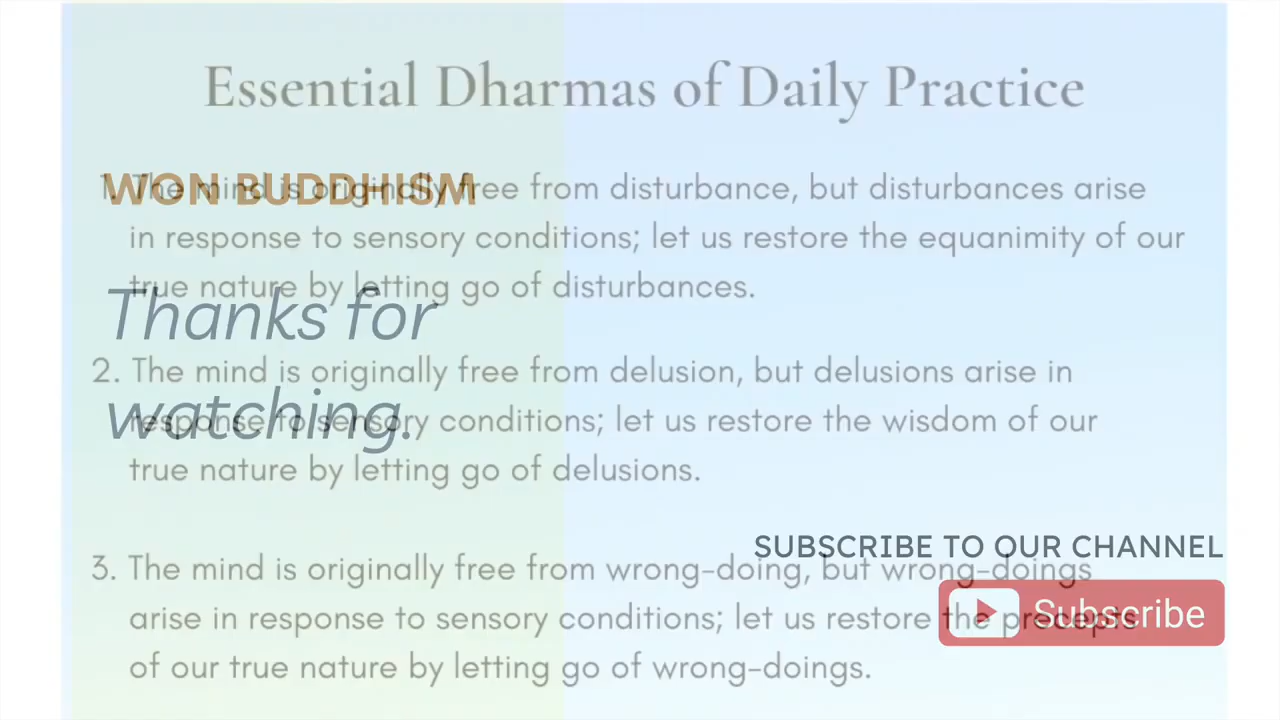 Essential Dharmas of Daily Practice
WON BUDDHISM
1. The mind is originally free from disturbance, but disturbances arise
in response to sensory conditions; let us restore the equanimity of our
true nature by letting go of disturbances.
Thanks for
watching.
2. The mind is originally free from delusion, but delusions arise in
response to sensory conditions; let us restore the wisdom of our
true nature by letting go of delusions.
SUBSCRIBE TO OUR CHANNEL
Subscribe
3. The mind is originally free from wrong-doing, but wrong-doings
arise in response to sensory conditions; let us restore the precepts
of our true nature by letting go of wrong-doings.